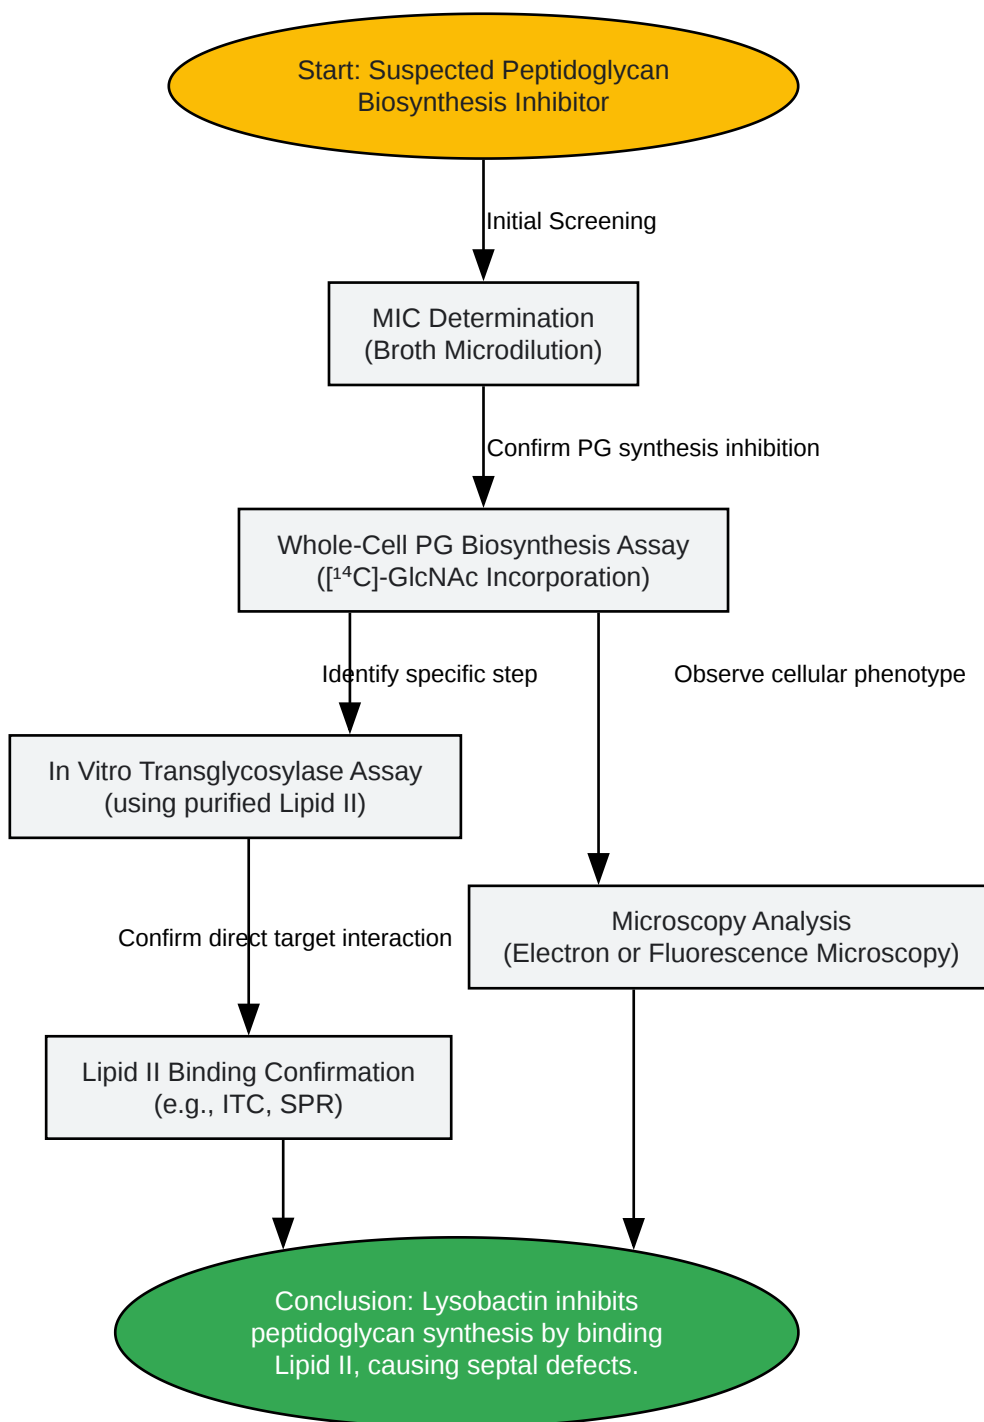 Start: Suspected Peptidoglycan
Biosynthesis Inhibitor
Initial Screening
MIC Determination
(Broth Microdilution)
Confirm PG synthesis inhibition
Whole-Cell PG Biosynthesis Assay
([¹⁴C]-GlcNAc Incorporation)
Identify specific step
Observe cellular phenotype
In Vitro Transglycosylase Assay
(using purified Lipid II)
Microscopy Analysis
(Electron or Fluorescence Microscopy)
Confirm direct target interaction
Lipid II Binding Confirmation
(e.g., ITC, SPR)
Conclusion: Lysobactin inhibits
peptidoglycan synthesis by binding
Lipid II, causing septal defects.